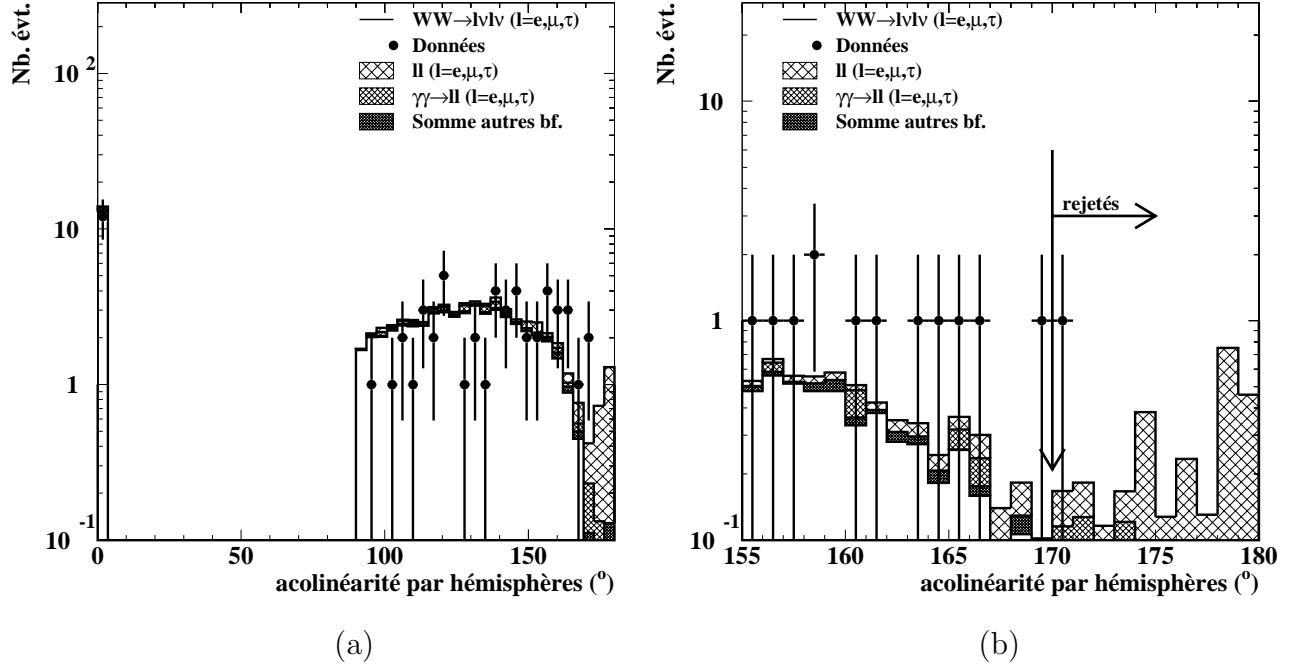 Nb. évt.
WW→lνlν (l=e,μ,τ)
Données
ll (l=e,μ,τ)
γγ→ll (l=e,μ,τ)
Somme autres bf.
10 2
10
1
10 -1
0 50 100 150
acolinéarité par hémisphères (o)
(a)
Nb. évt.
WW→lνlν (l=e,μ,τ)
Données
ll (l=e,μ,τ)
γγ→ll (l=e,μ,τ)
Somme autres bf.
rejetés
10
1
10 -1
155 160 165 170 175 180
acolinéarité par hémisphères (o)
(b)